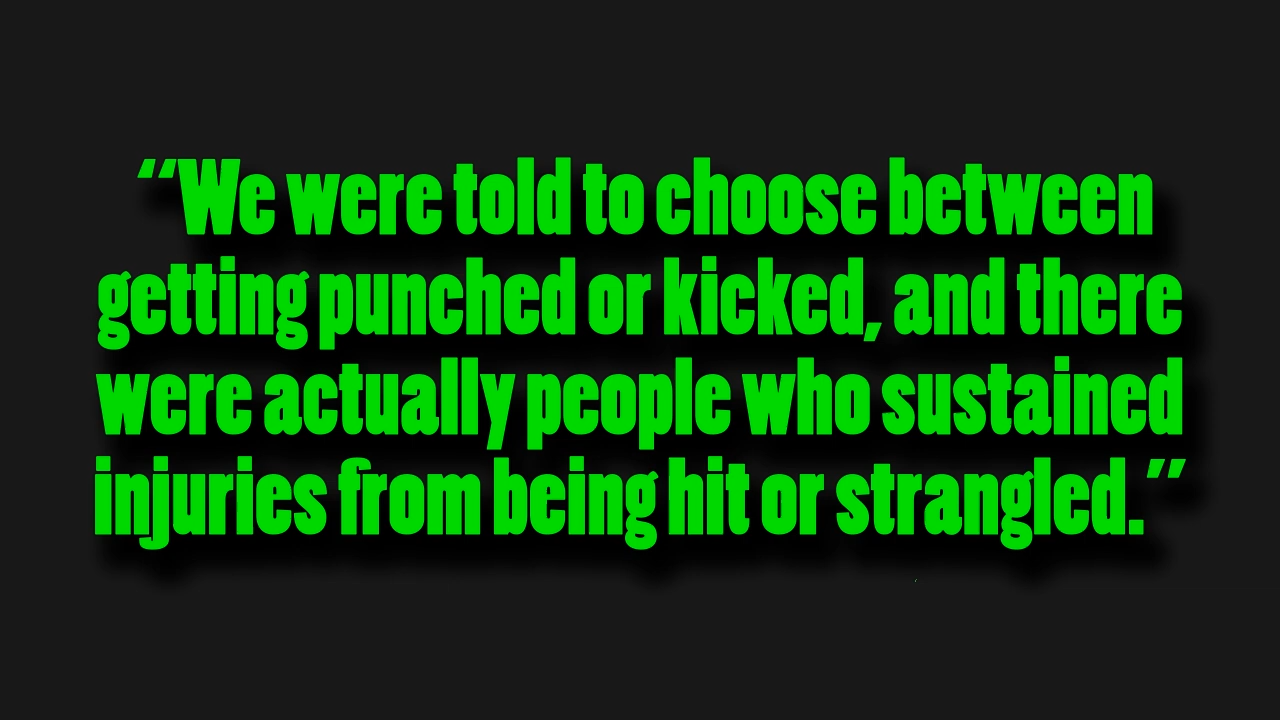 “We were told to choose between
getting punched or kicked, and there
were actually people who sustained
injuries from being hit or strangled.”